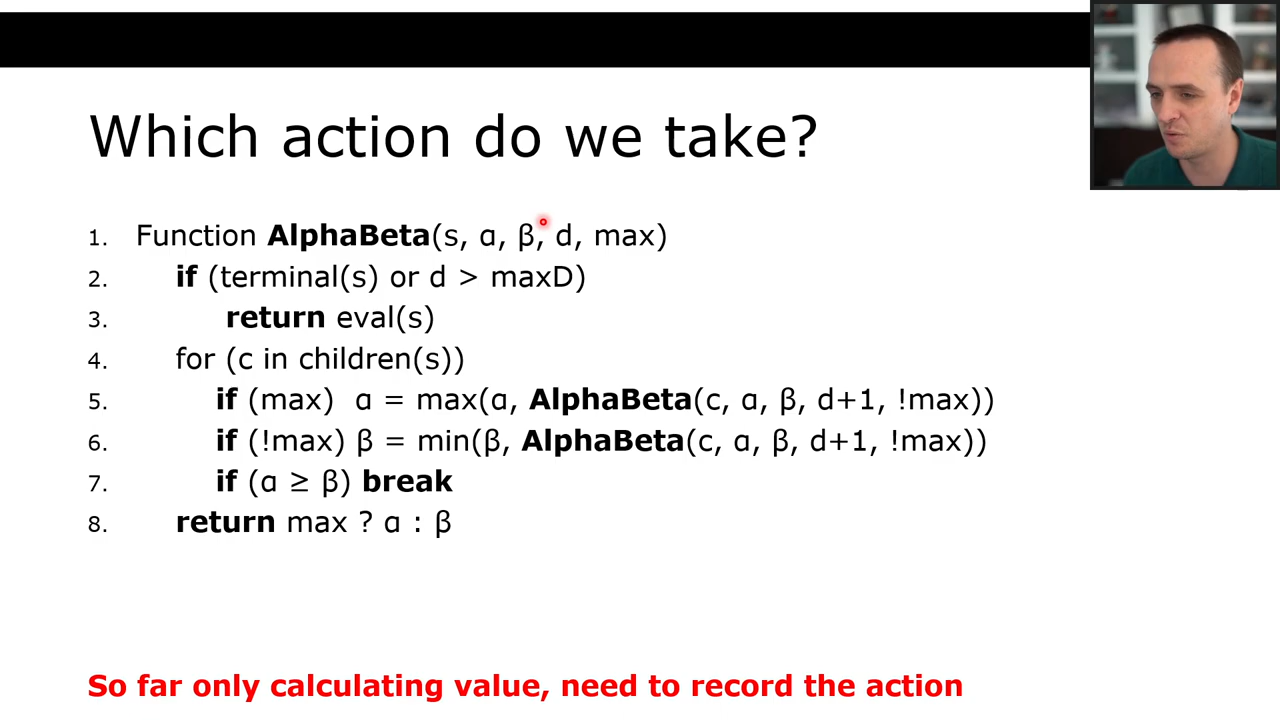 Which action do we take?
1. Function AlphaBeta(s, α, β, d, max)
2. if (terminal(s) or d > maxD)
3. return eval(s)
4. for (c in children(s))
5. if (max) α = max(α, AlphaBeta(c, α, β, d+1, !max))
6. if (!max) β = min(β, AlphaBeta(c, α, β, d+1, !max))
7. if (α ≥ β) break
8. return max ? α : β
So far only calculating value, need to record the action